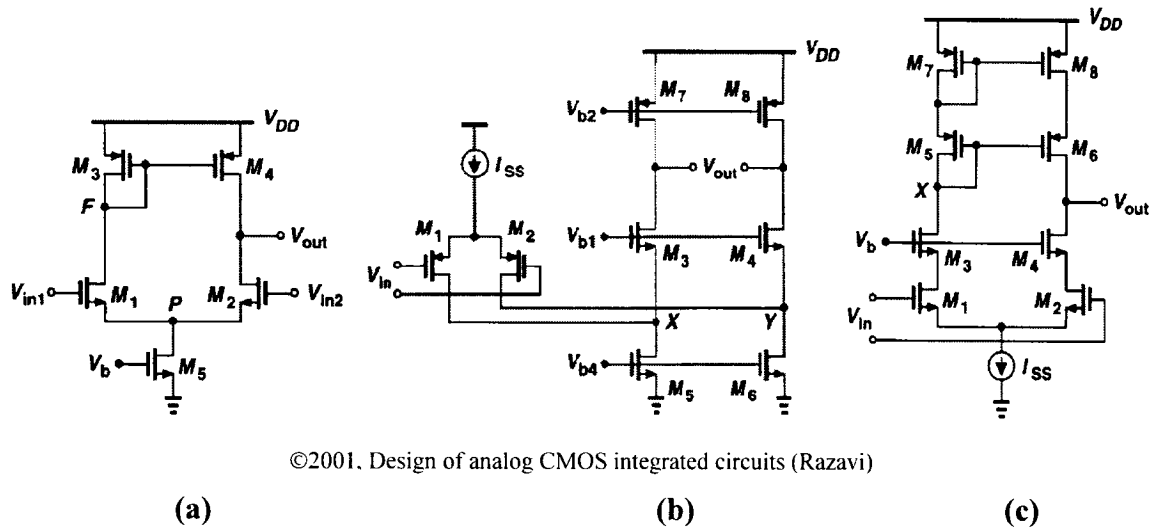 V_DD
M_3
M_4
F
V_out
V_in1
M_1
P
M_2
V_in2
V_b
M_5
V_DD
V_b2
M_7
M_8
I_SS
V_out
M_1
M_2
V_in
V_b1
M_3
M_4
X
Y
V_b4
M_5
M_6
V_DD
M_7
M_8
M_5
M_6
X
V_out
V_b
M_3
M_4
M_1
M_2
V_in
I_SS
©2001, Design of analog CMOS integrated circuits (Razavi)
(a) (b) (c)